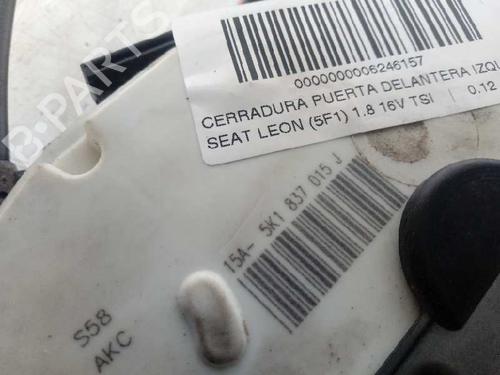 B-PARTS
0000000006246157
CERRADURA PUERTA DELANTERA IZQU
SEAT LEON (5F1) 1.8 16V TSI | 0.12
15A- 5K1 837 015 J
S58
AKC